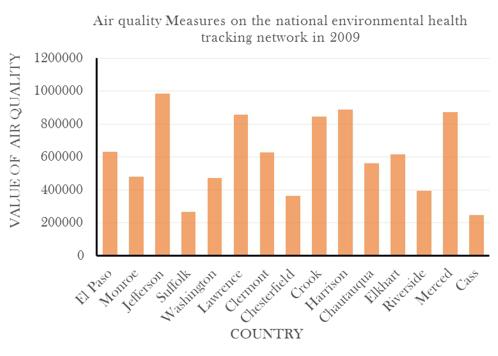 Air quality Measures on the national environmental health
tracking network in 2009
VALUE OF AIR QUALITY
1200000
1000000
800000
600000
400000
200000
0
El Paso
Monroe
Jefferson
Suffolk
Washington
Lawrence
Clermont
Chesterfield
Crook
Harrison
Chautauqua
Elkhart
Riverside
Merced
Cass
COUNTRY